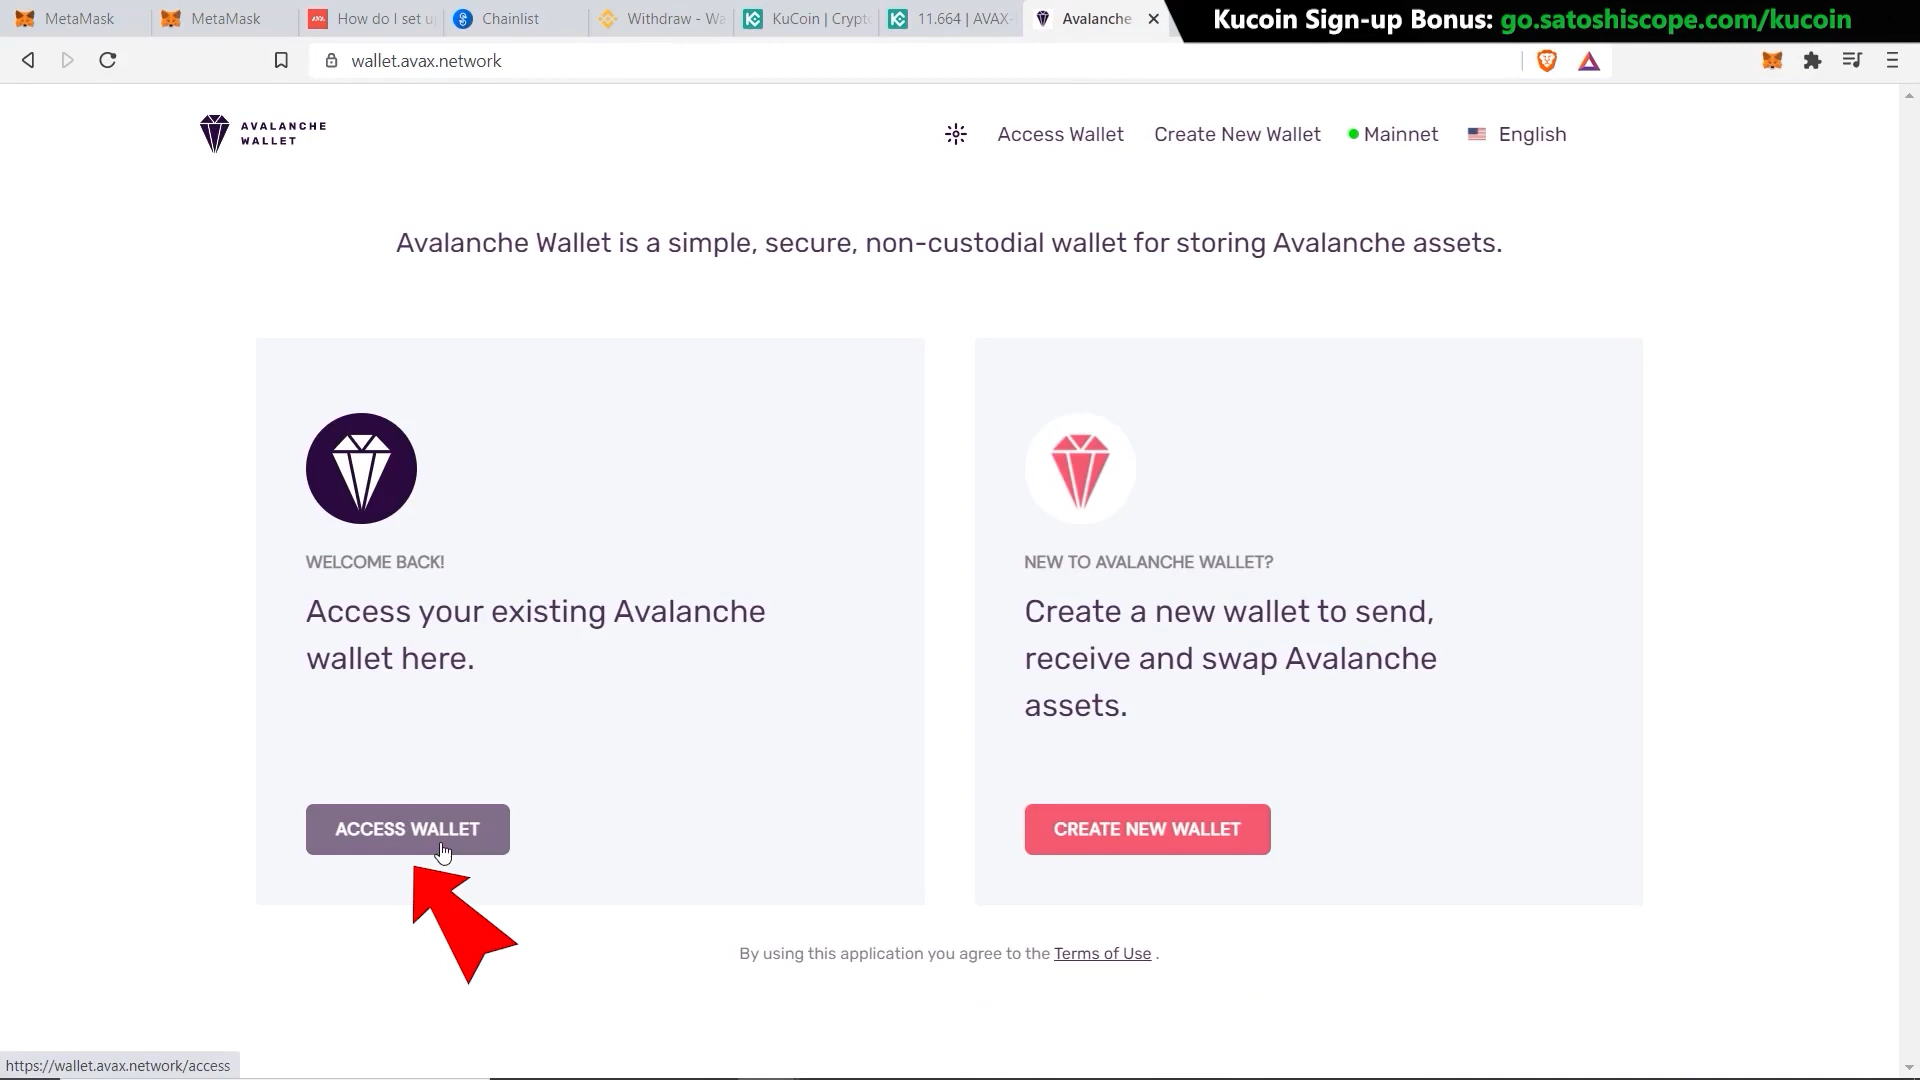 MetaMask
MetaMask
How do I set u
Chainlist
Withdraw - Wa
KuCoin | Crypt
11.664 | AVAX-
Avalanche
Kucoin Sign-up Bonus: go.satoshiscope.com/kucoin
wallet.avax.network
AVALANCHE
WALLET
Access Wallet
Create New Wallet
Mainnet
English
Avalanche Wallet is a simple, secure, non-custodial wallet for storing Avalanche assets.
WELCOME BACK!
Access your existing Avalanche
wallet here.
ACCESS WALLET
NEW TO AVALANCHE WALLET?
Create a new wallet to send,
receive and swap Avalanche
assets.
CREATE NEW WALLET
By using this application you agree to the Terms of Use .
https://wallet.avax.network/access